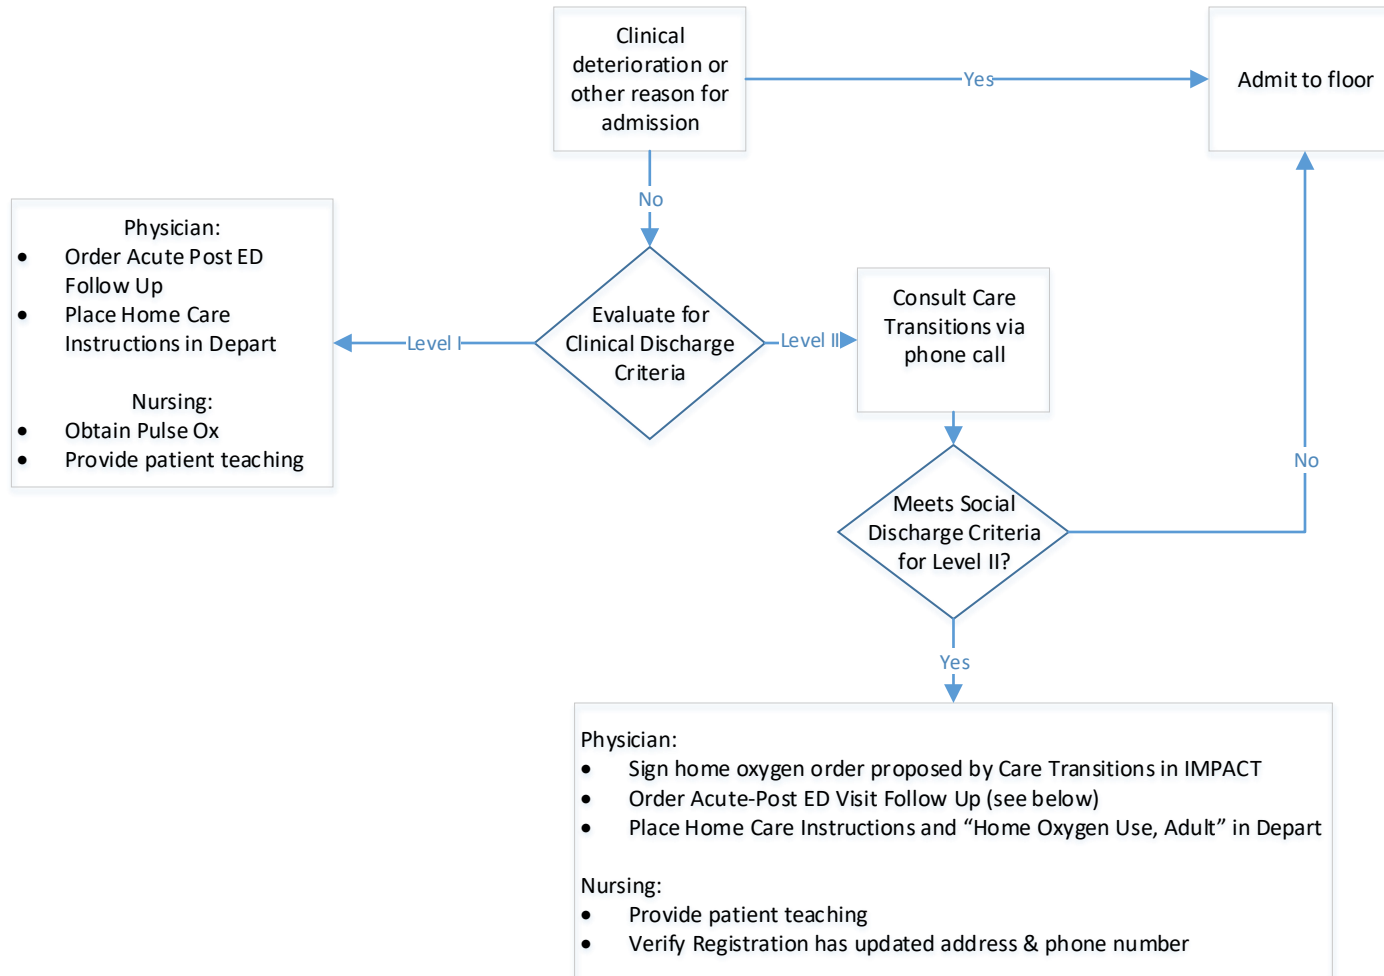 Clinical
deterioration or
other reason for
admission
Yes
Admit to floor
No
Physician:
• Order Acute Post ED
Follow Up
• Place Home Care
Instructions in Depart
Nursing:
• Obtain Pulse Ox
• Provide patient teaching
Level I
Evaluate for
Clinical Discharge
Criteria
Level II
Consult Care
Transitions via
phone call
No
Meets Social
Discharge Criteria
for Level II?
Yes
Physician:
• Sign home oxygen order proposed by Care Transitions in IMPACT
• Order Acute-Post ED Visit Follow Up (see below)
• Place Home Care Instructions and “Home Oxygen Use, Adult” in Depart
Nursing:
• Provide patient teaching
• Verify Registration has updated address & phone number